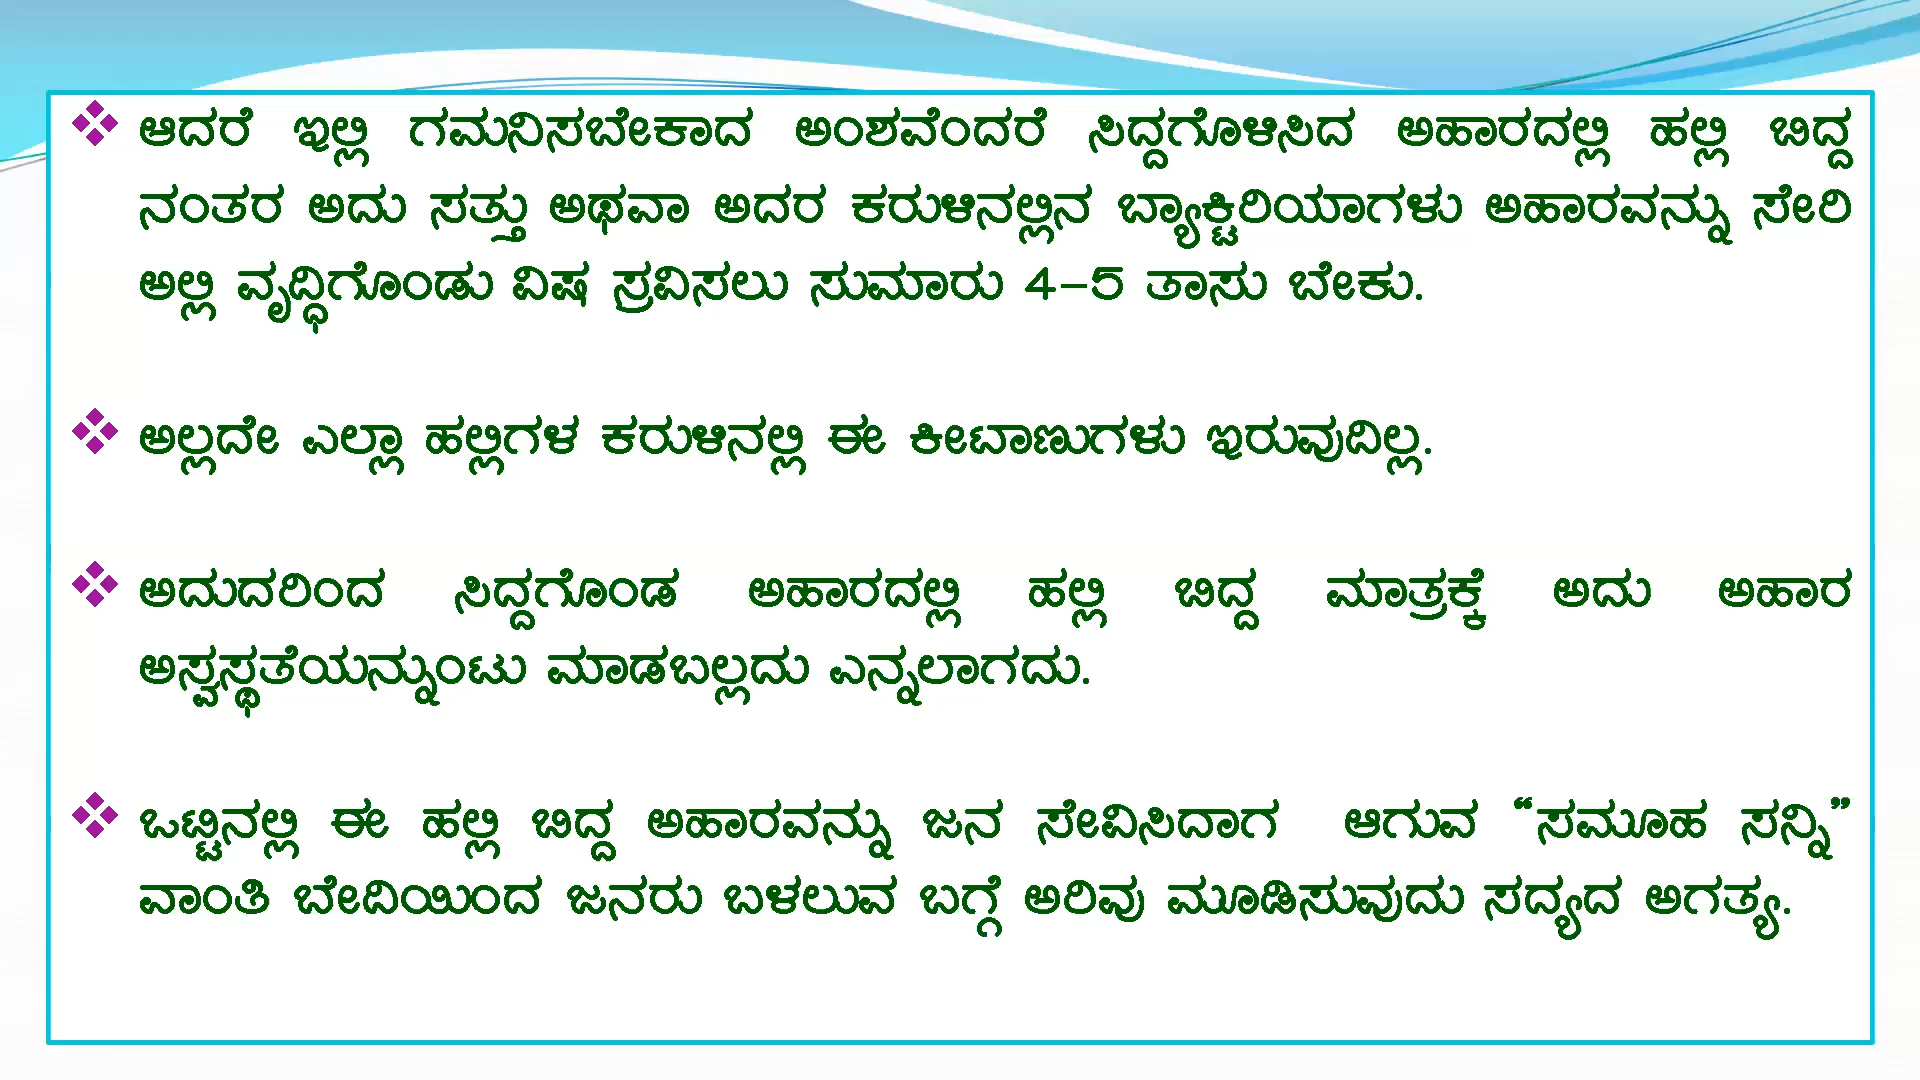 ಆದರೆ ಇಲ್ಲಿ ಗಮನಿಸಬೇಕಾದ ಅಂಶವೆಂದರೆ ಸಿದ್ದಗೊಳಿಸಿದ ಅಹಾರದಲ್ಲಿ ಹಲ್ಲಿ ಬಿದ್ದ
ನಂತರ ಅದು ಸತ್ತು ಅಥವಾ ಅದರ ಕರುಳಿನಲ್ಲಿನ ಬ್ಯಾಕ್ಟಿರಿಯಾಗಳು ಅಹಾರವನ್ನು ಸೇರಿ
ಅಲ್ಲಿ ವೃದ್ಧಿಗೊಂಡು ವಿಷ ಸ್ರವಿಸಲು ಸುಮಾರು 4-5 ತಾಸು ಬೇಕು.
ಅಲ್ಲದೇ ಎಲ್ಲಾ ಹಲ್ಲಿಗಳ ಕರುಳಿನಲ್ಲಿ ಈ ಕೀಟಾಣುಗಳು ಇರುವುದಿಲ್ಲ.
ಅದುದರಿಂದ ಸಿದ್ದಗೊಂಡ ಅಹಾರದಲ್ಲಿ ಹಲ್ಲಿ ಬಿದ್ದ ಮಾತ್ರಕ್ಕೆ ಅದು ಅಹಾರ
ಅಸ್ವಸ್ಥತೆಯನ್ನುಂಟು ಮಾಡಬಲ್ಲದು ಎನ್ನಲಾಗದು.
ಒಟ್ಟಿನಲ್ಲಿ ಈ ಹಲ್ಲಿ ಬಿದ್ದ ಅಹಾರವನ್ನು ಜನ ಸೇವಿಸಿದಾಗ ಆಗುವ “ಸಮೂಹ ಸನ್ನಿ”
ವಾಂತಿ ಬೇದಿಯಿಂದ ಜನರು ಬಳಲುವ ಬಗ್ಗೆ ಅರಿವು ಮೂಡಿಸುವುದು ಸದ್ಯದ ಅಗತ್ಯ.